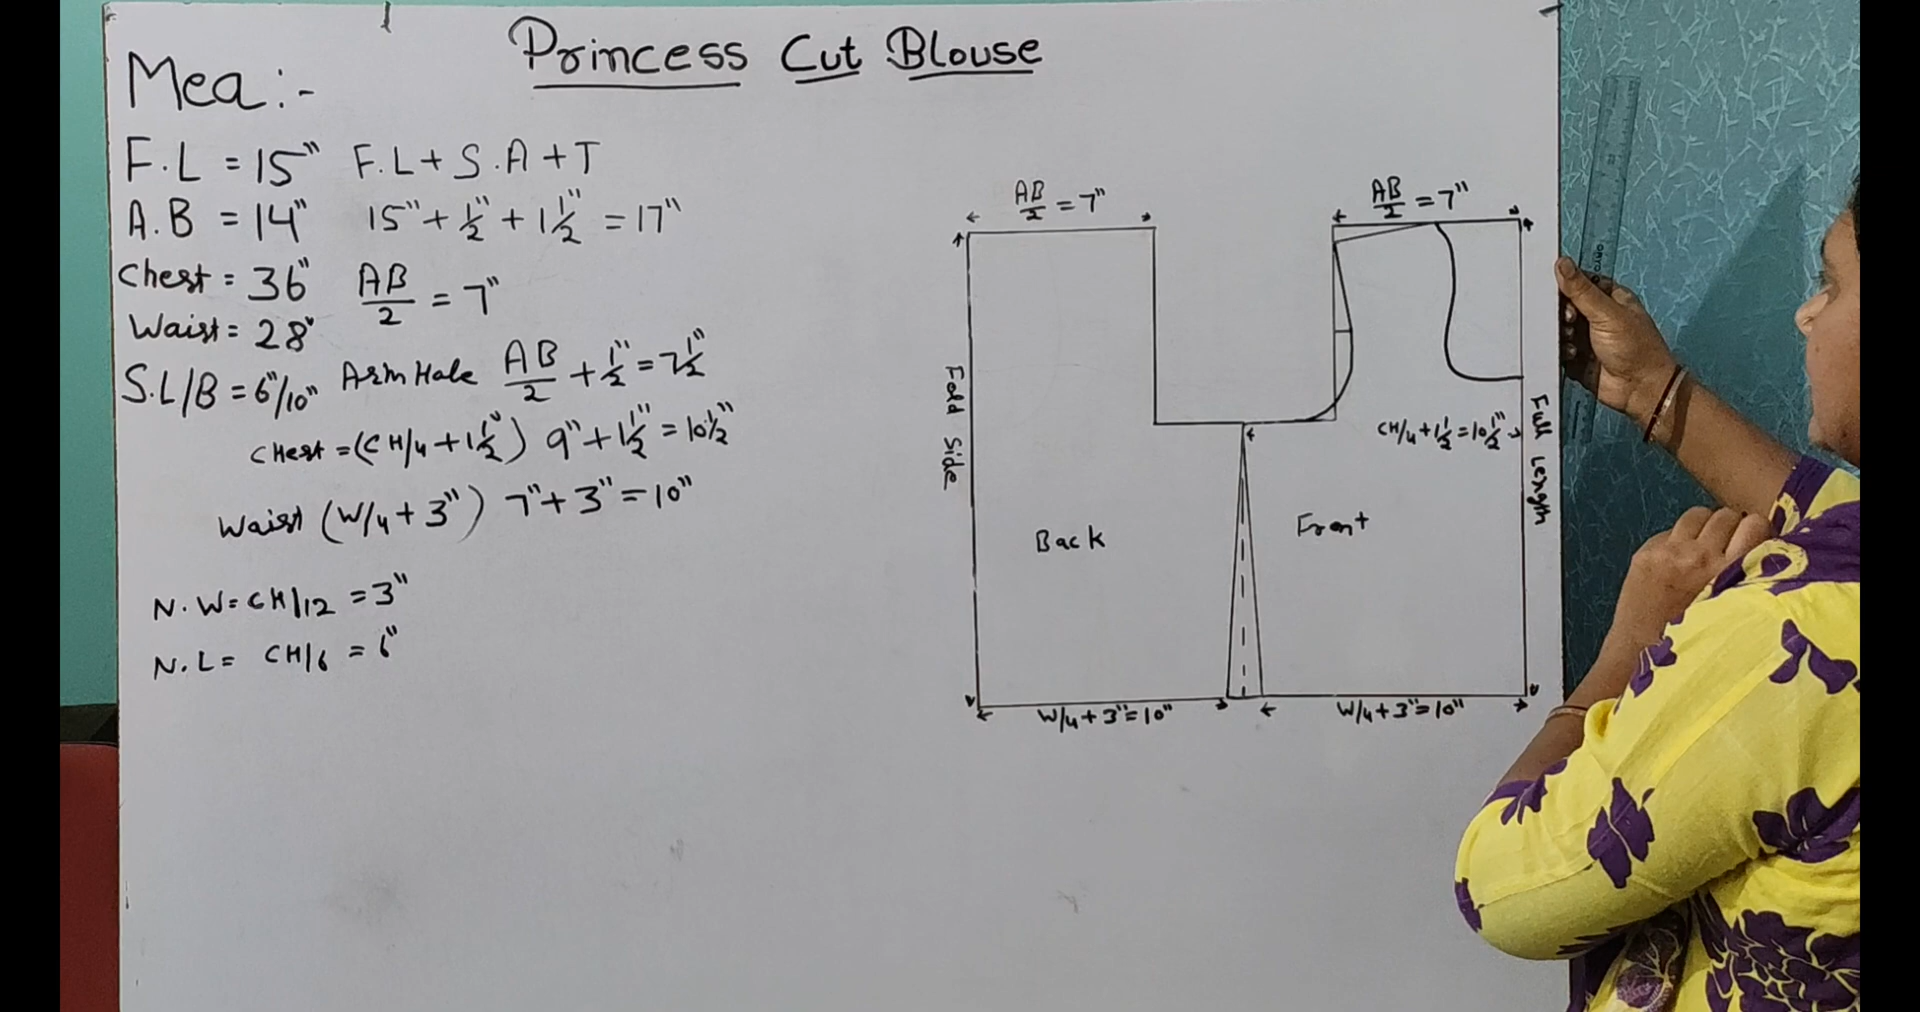 Princess Cut Blouse
Mea:-
F.L = 15" F.L + S.A + T
A.B = 14" 15" + 1/2" + 1 1/2" = 17"
Chest = 36" AB/2 = 7"
Waist = 28"
S.L/B = 6"/10" Arm Hole AB/2 + 1/2" = 7 1/2"
Chest = (CH/4 + 1 1/2") 9" + 1 1/2" = 10 1/2"
Waist (W/4 + 3") 7" + 3" = 10"
N.W = CH/12 = 3"
N.L = CH/6 = 6"
AB/2 = 7"
AB/2 = 7"
Fold Side
CH/4 + 1 1/2 = 10 1/2"
Full Length
Back
Front
W/4 + 3" = 10"
W/4 + 3" = 10"